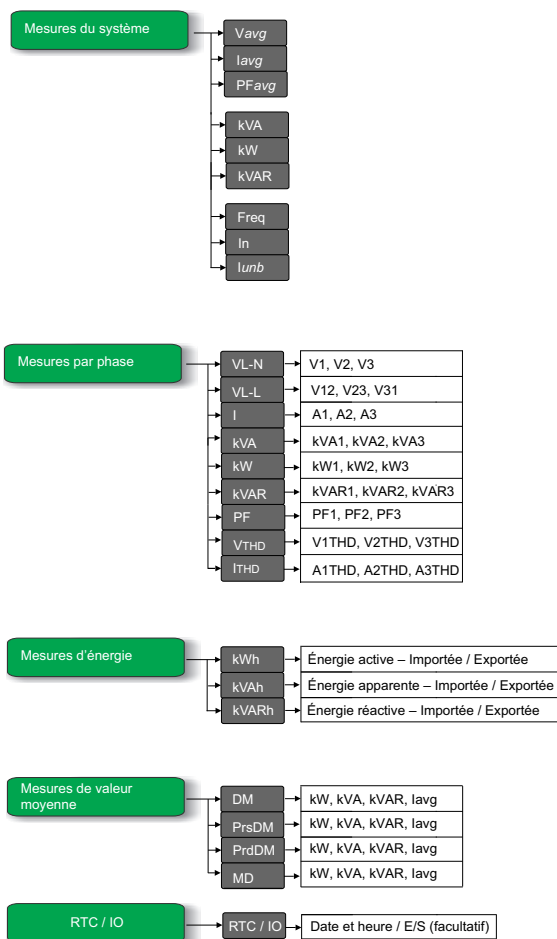 Mesures du système
Vavg
Iavg
PFavg
kVA
kW
kVAR
Freq
In
Iunb
Mesures par phase
VL-N
V1, V2, V3
VL-L
V12, V23, V31
I
A1, A2, A3
kVA
kVA1, kVA2, kVA3
kW
kW1, kW2, kW3
kVAR
kVAR1, kVAR2, kVAR3
PF
PF1, PF2, PF3
VTHD
V1THD, V2THD, V3THD
ITHD
A1THD, A2THD, A3THD
Mesures d’énergie
kWh
Énergie active – Importée / Exportée
kVAh
Énergie apparente – Importée / Exportée
kVARh
Énergie réactive – Importée / Exportée
Mesures de valeur
moyenne
DM
kW, kVA, kVAR, Iavg
PrsDM
kW, kVA, kVAR, Iavg
PrdDM
kW, kVA, kVAR, Iavg
MD
kW, kVA, kVAR, Iavg
RTC / IO
RTC / IO
Date et heure / E/S (facultatif)